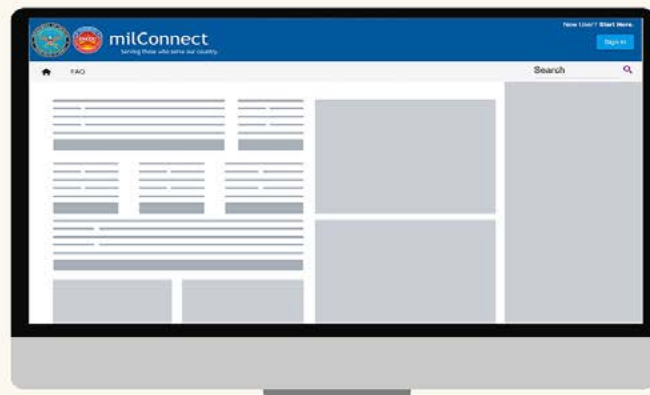 New User? Start Here.
milConnect
Serving those who serve our country.
Sign In
FAQ
Search